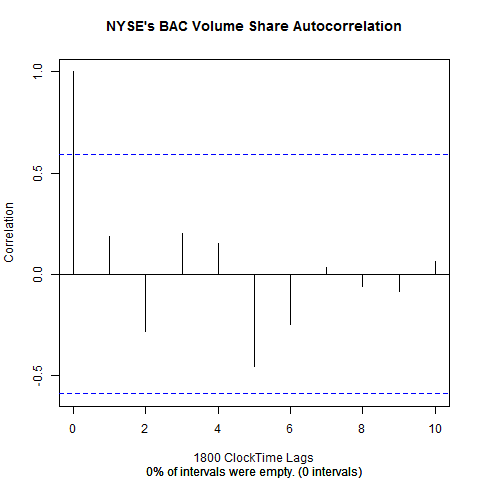 NYSE's BAC Volume Share Autocorrelation
Correlation
1.0
0.5
0.0
-0.5
0 2 4 6 8 10
1800 ClockTime Lags
0% of intervals were empty. (0 intervals)